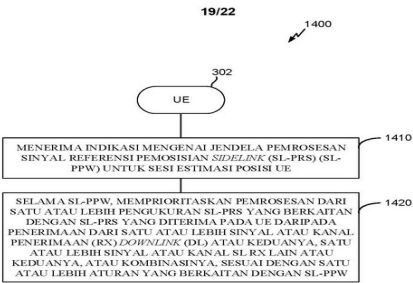 19/22
1400
302
UE
1410
MENERIMA INDIKASI MENGENAI JENDELA PEMROSESAN
SINYAL REFERENSI PEMOSISIAN SIDELINK (SL-PRS) (SL-
PPW) UNTUK SESI ESTIMASI POSISI UE
1420
SELAMA SL-PPW, MEMPRIORITASKAN PEMROSESAN DARI
SATU ATAU LEBIH PENGUKURAN SL-PRS YANG BERKAITAN
DENGAN SL-PRS YANG DITERIMA PADA UE DARIPADA
PENERIMAAN DARI SATU ATAU LEBIH SINYAL ATAU KANAL
PENERIMAAN (RX) DOWNLINK (DL) ATAU KEDUANYA, SATU
ATAU LEBIH SINYAL ATAU KANAL SL RX LAIN ATAU
KEDUANYA, ATAU KOMBINASINYA, SESUAI DENGAN SATU
ATAU LEBIH ATURAN YANG BERKAITAN DENGAN SL-PPW